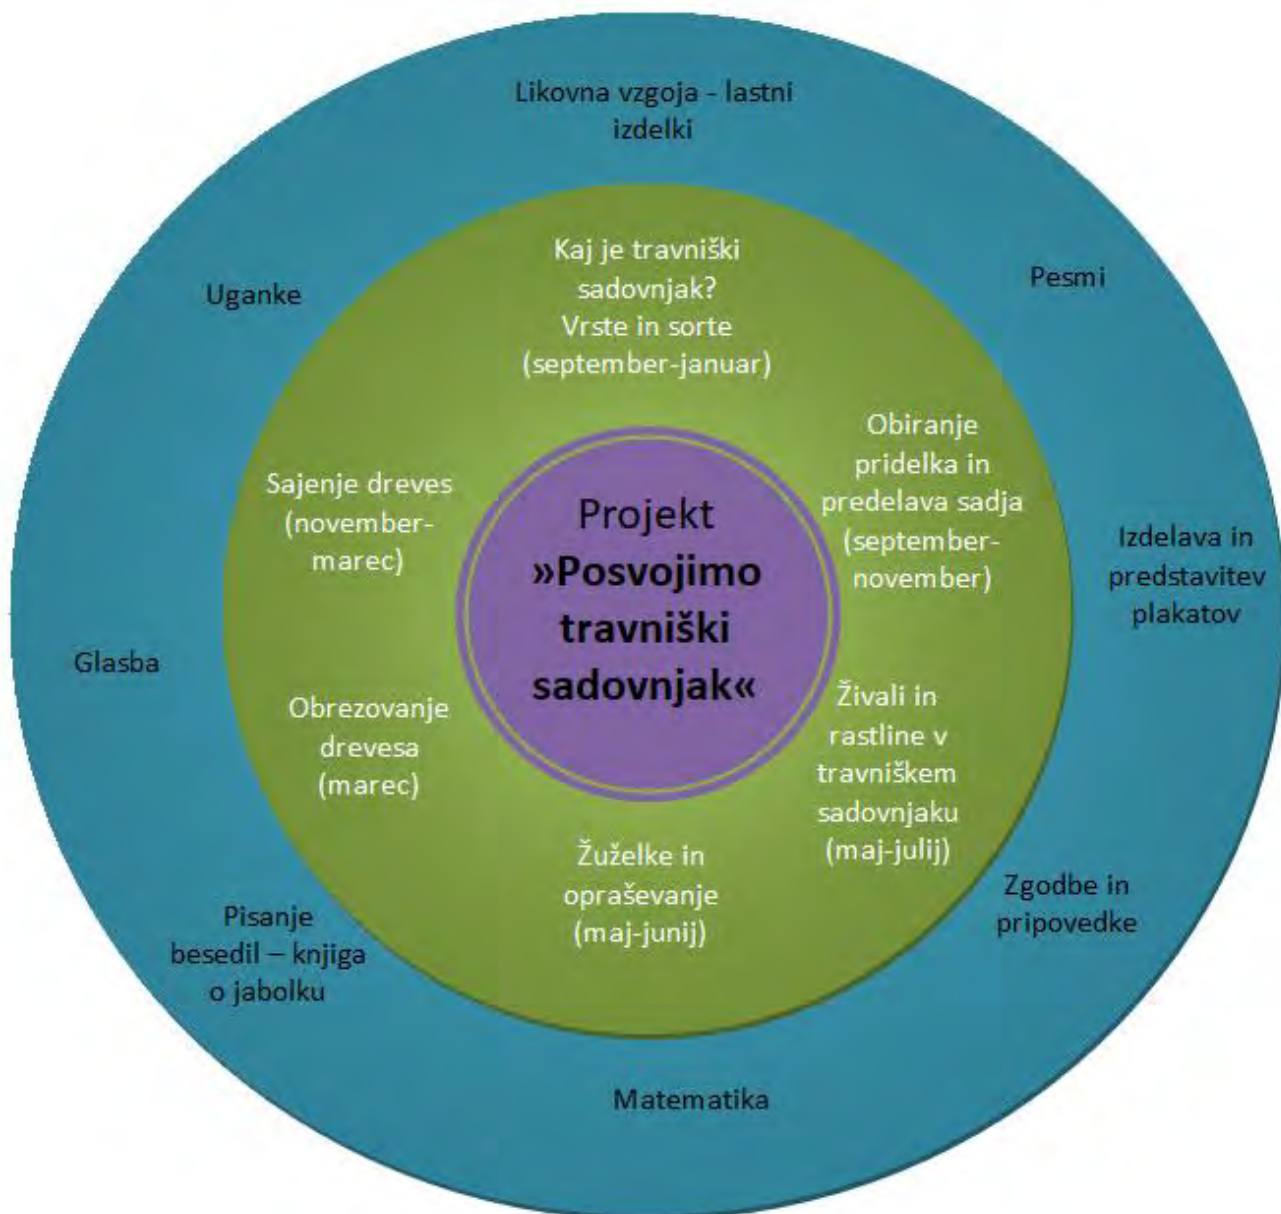 Likovna vzgoja - lastni
izdelki
Pesmi
Izdelava in
predstavitev
plakatov
Zgodbe in
pripovedke
Matematika
Pisanje
besedil – knjiga
o jabolku
Glasba
Uganke
Kaj je travniški
sadovnjak?
Vrste in sorte
(september-januar)
Obiranje
pridelka in
predelava sadja
(september-
november)
Živali in
rastline v
travniškem
sadovnjaku
(maj-julij)
Žuželke in
opraševanje
(maj-junij)
Obrezovanje
drevesa
(marec)
Sajenje dreves
(november-
marec)
Projekt
»Posvojimo
travniški
sadovnjak«